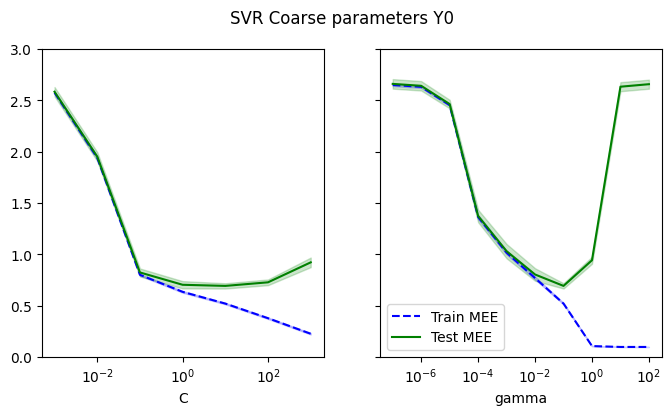 SVR Coarse parameters Y0
3.0
2.5
2.0
1.5
1.0
0.5
0.0
10^{-2} 10^{0} 10^{2}
C
Train MEE
Test MEE
10^{-6} 10^{-4} 10^{-2} 10^{0} 10^{2}
gamma